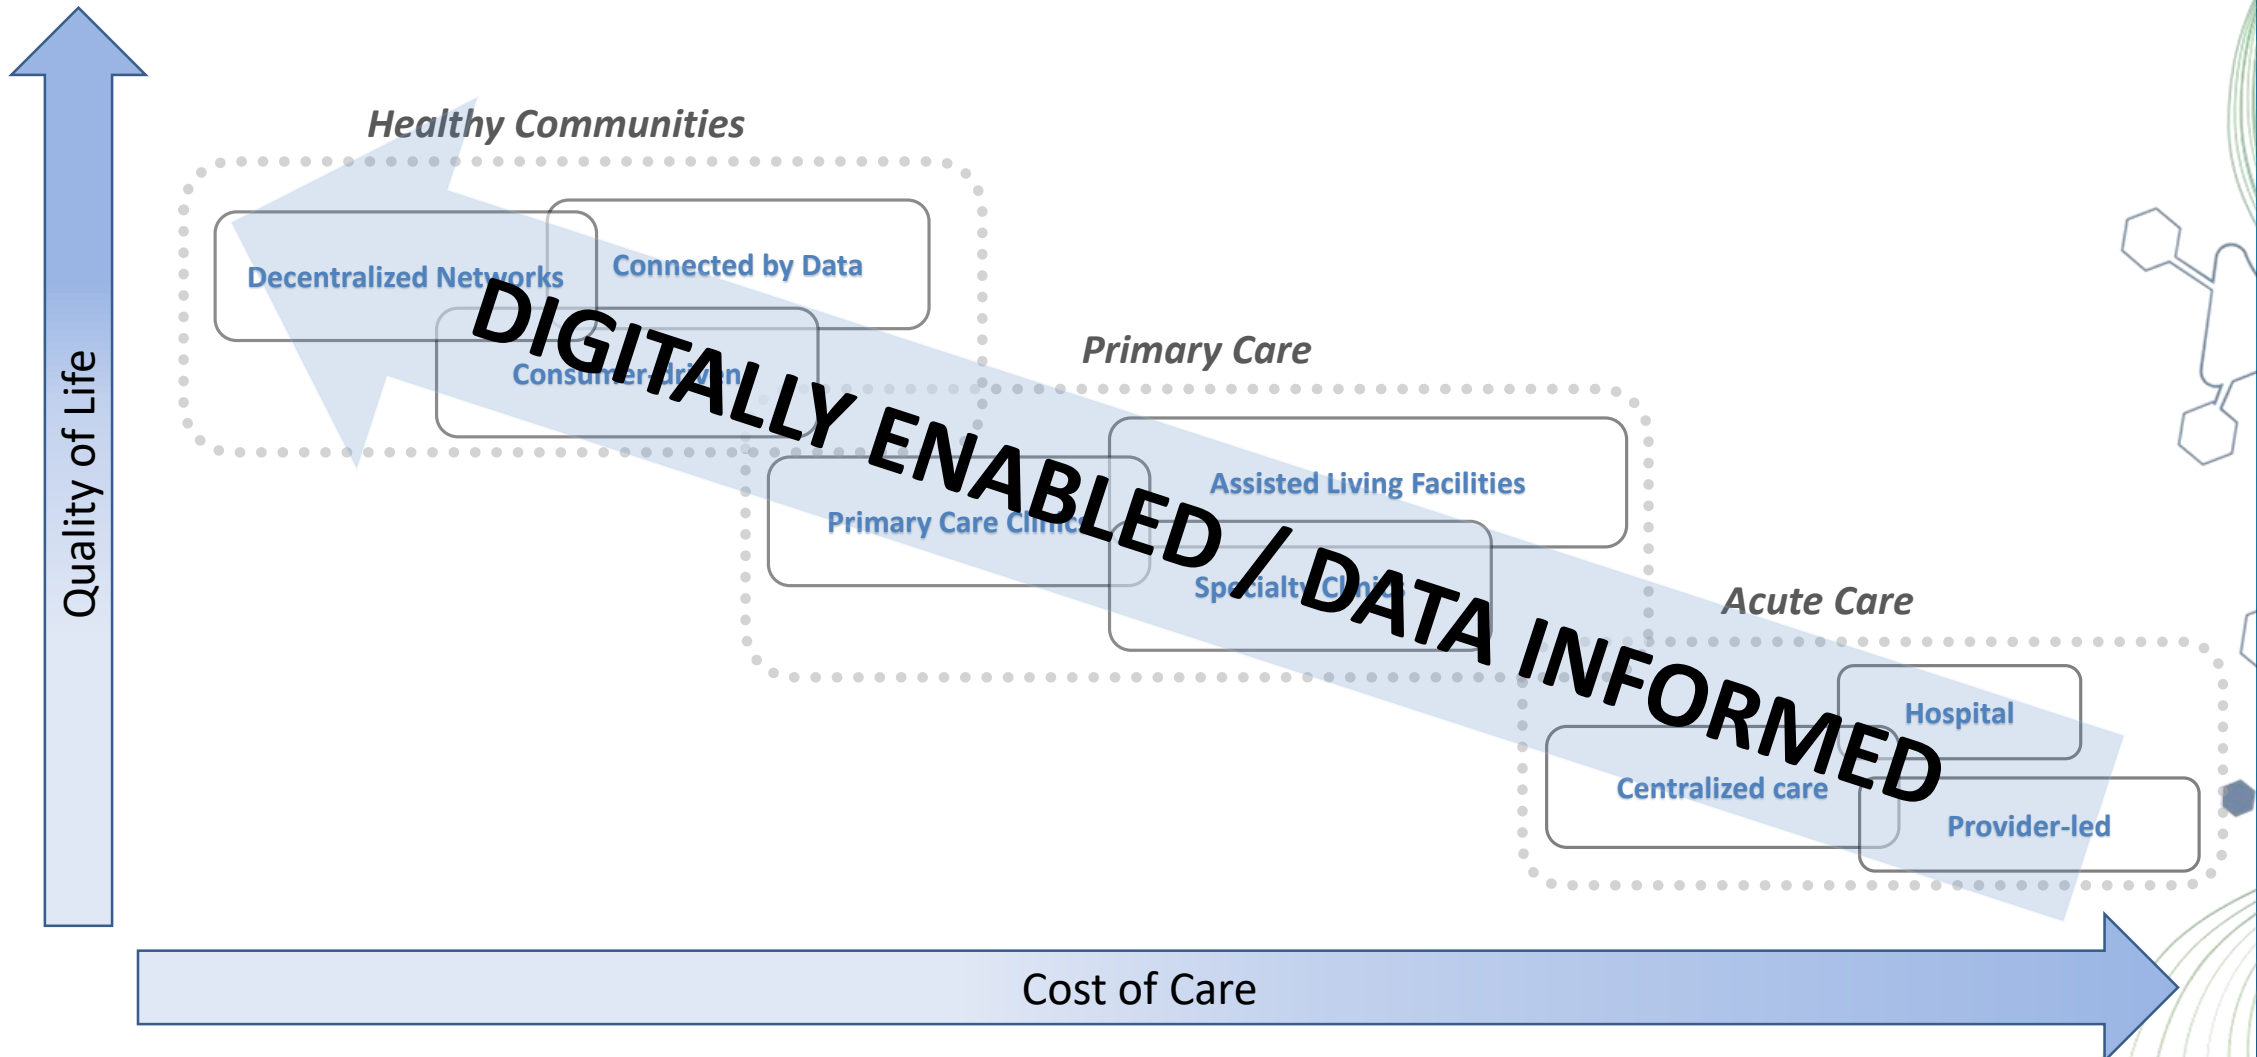 Healthy Communities
Decentralized Networks
Connected by Data
Consumer-driven
DIGITALLY ENABLED / DATA INFORMED
Primary Care
Assisted Living Facilities
Primary Care Clinics
Specialty Clinics
Acute Care
Hospital
Centralized care
Provider-led
Quality of Life
Cost of Care